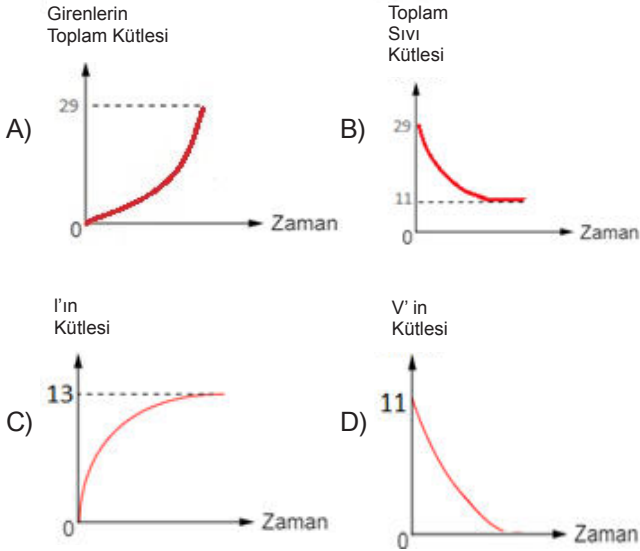 Girenlerin
Toplam Kütlesi
29
A)
0
Zaman
Toplam
Sıvı
Kütlesi
29
B)
11
0
Zaman
I'ın
Kütlesi
13
C)
0
Zaman
V' in
Kütlesi
11
D)
0
Zaman